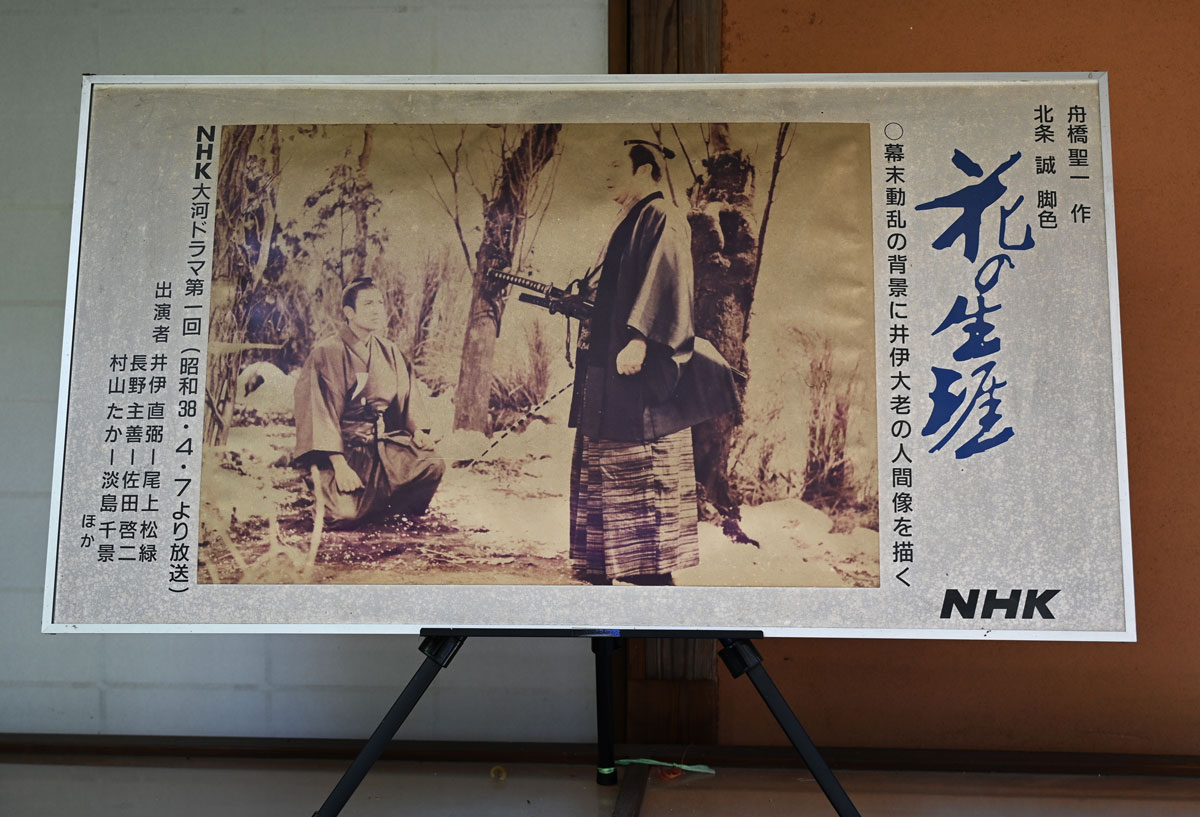 舟橋聖一 作
北条 誠 脚色
花の生涯
○幕末動乱の背景に井伊大老の人間像を描く
NHK
NHK大河ドラマ第一回(昭和38・4・7より放送)
出演者 井伊 直弼ー尾上 松緑
長野 主善ー佐田 啓二
村山 たかー淡島 千景
ほか